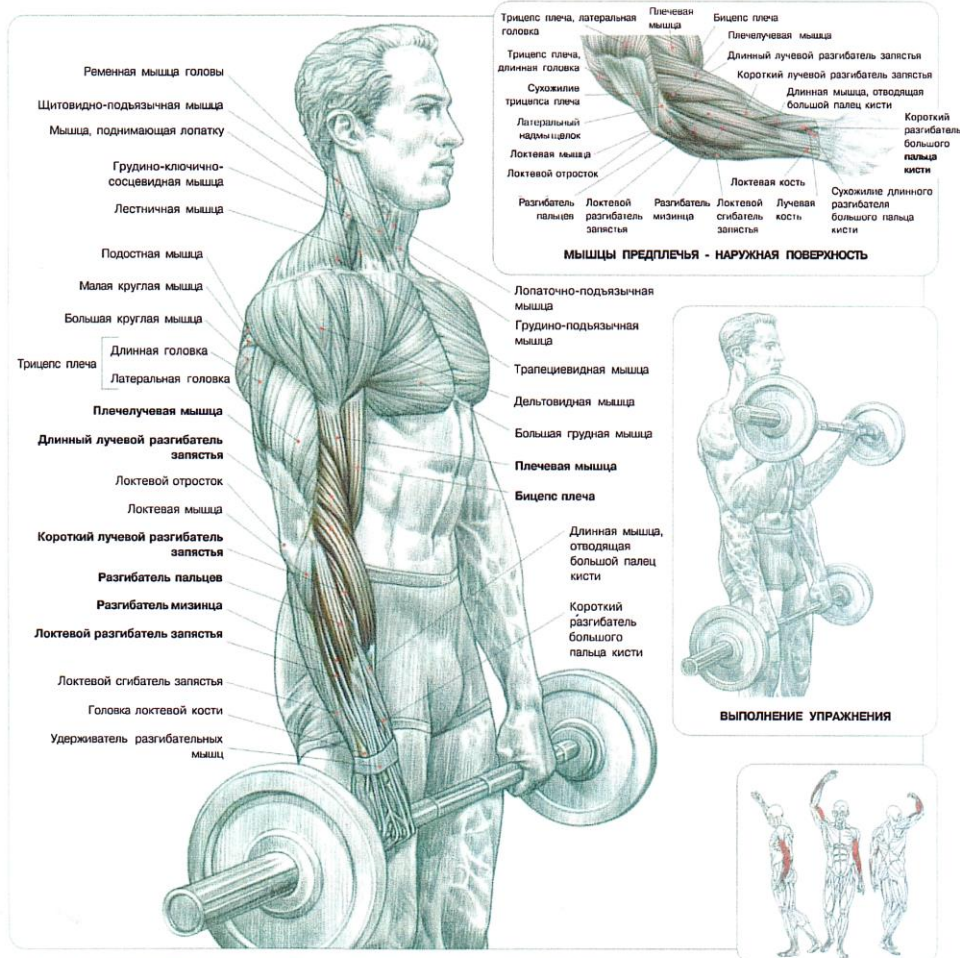 Ременная мышца головы
Щитовидно-подъязычная мышца
Мышца, поднимающая лопатку
Грудино-ключично-
сосцевидная мышца
Лестничная мышца
Подостная мышца
Малая круглая мышца
Большая круглая мышца
Трицепс плеча
Длинная головка
Латеральная головка
Плечелучевая мышца
Длинный лучевой разгибатель
запястья
Локтевой отросток
Локтевая мышца
Короткий лучевой разгибатель
запястья
Разгибатель пальцев
Разгибатель мизинца
Локтевой разгибатель запястья
Локтевой сгибатель запястья
Головка локтевой кости
Удерживатель разгибательных
мышц
Трицепс плеча, латеральная
головка
Трицепс плеча,
длинная головка
Сухожилие
трицепса плеча
Латеральный
надмыщелок
Локтевая мышца
Локтевой отросток
Разгибатель
пальцев
Локтевой
разгибатель
запястья
Разгибатель
мизинца
Локтевой
сгибатель
запястья
Лучевая
кость
Локтевая кость
Сухожилие длинного
разгибателя
большого пальца
кисти
Плечевая
мышца
Бицепс плеча
Плечелучевая мышца
Длинный лучевой разгибатель запястья
Короткий лучевой разгибатель запястья
Длинная мышца, отводящая
большой палец кисти
Короткий
разгибатель
большого
пальца
кисти
МЫШЦЫ ПРЕДПЛЕЧЬЯ - НАРУЖНАЯ ПОВЕРХНОСТЬ
Лопаточно-подъязычная
мышца
Грудино-подъязычная
мышца
Трапециевидная мышца
Дельтовидная мышца
Большая грудная мышца
Плечевая мышца
Бицепс плеча
Длинная мышца,
отводящая
большой палец
кисти
Короткий
разгибатель
большого
пальца кисти
ВЫПОЛНЕНИЕ УПРАЖНЕНИЯ